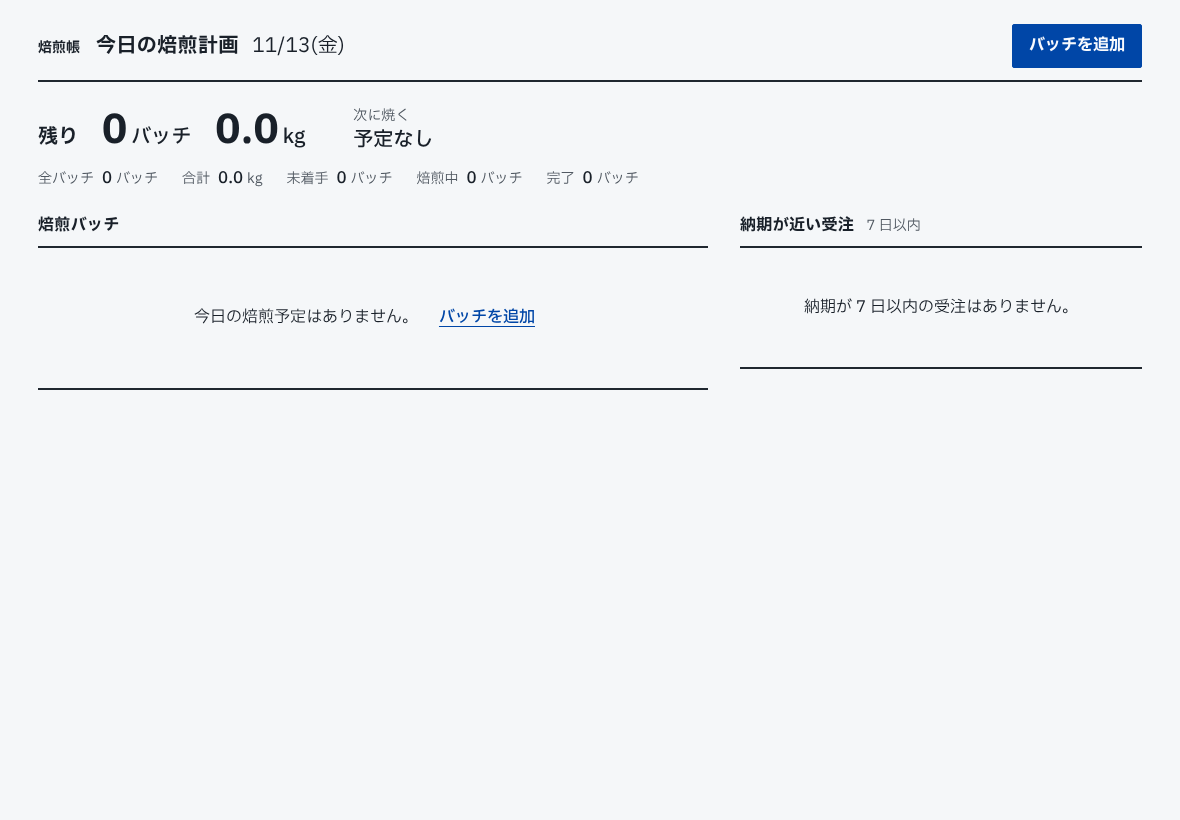 焙煎帳 今日の焙煎計画 11/13(金)
バッチを追加
残り 0 バッチ 0.0 kg
次に焼く
予定なし
全バッチ 0 バッチ 合計 0.0 kg 未着手 0 バッチ 焙煎中 0 バッチ 完了 0 バッチ
焙煎バッチ
今日の焙煎予定はありません。 バッチを追加
納期が近い受注 7 日以内
納期が 7 日以内の受注はありません。